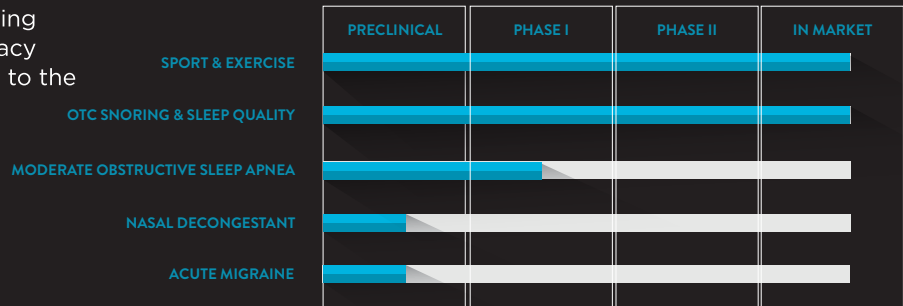 ing
acy
to the
PRECLINICAL
PHASE I
PHASE II
IN MARKET
SPORT & EXERCISE
OTC SNORING & SLEEP QUALITY
MODERATE OBSTRUCTIVE SLEEP APNEA
NASAL DECONGESTANT
ACUTE MIGRAINE